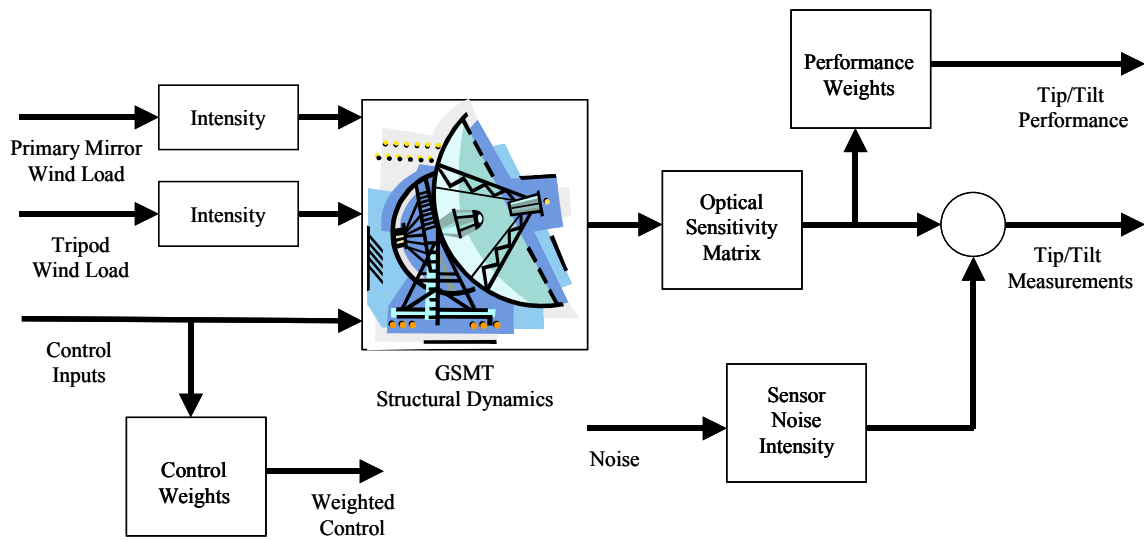 Performance
Weights
Tip/Tilt
Performance
Intensity
Primary Mirror
Wind Load
Intensity
Tripod
Wind Load
Optical
Sensitivity
Matrix
Tip/Tilt
Measurements
Control
Inputs
GSMT
Structural Dynamics
Sensor
Noise
Intensity
Noise
Control
Weights
Weighted
Control